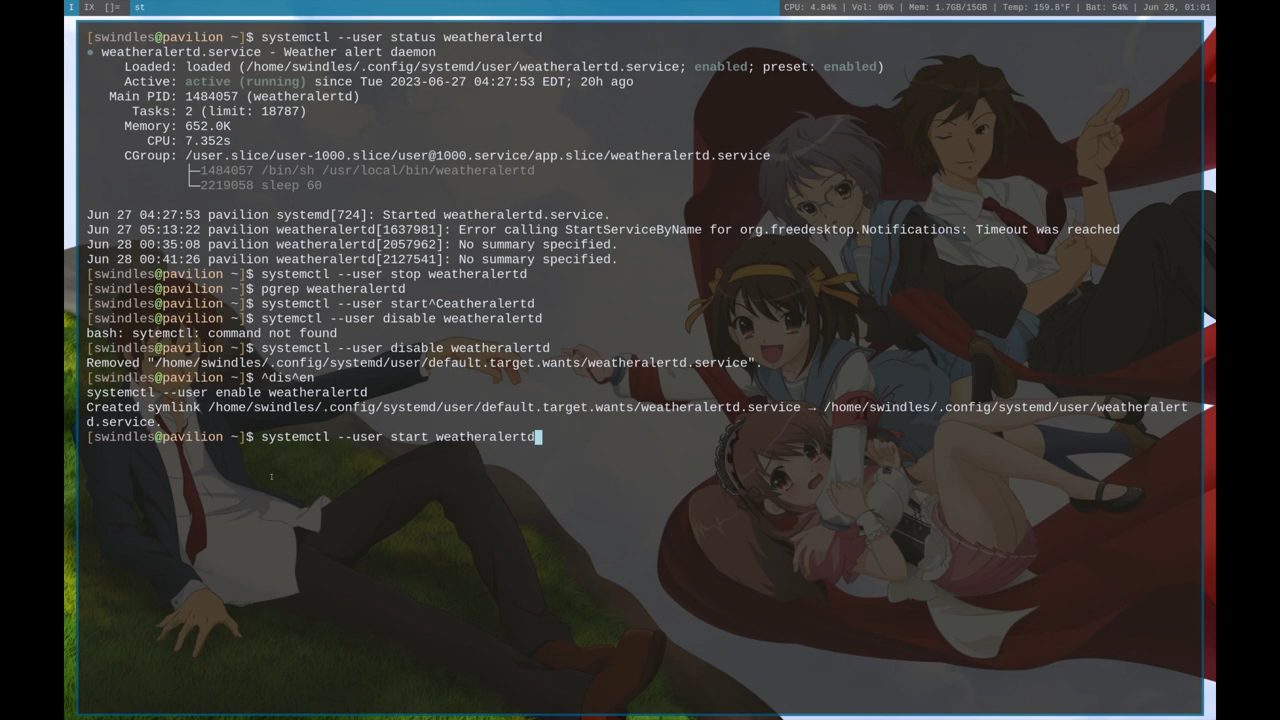 I IX []= st CPU: 4.84% | Vol: 90% | Mem: 1.7GB/15GB | Temp: 159.8°F | Bat: 54% | Jun 28, 01:01
[swindles@pavilion ~]$ systemctl --user status weatheralertd
● weatheralertd.service - Weather alert daemon
Loaded: loaded (/home/swindles/.config/systemd/user/weatheralertd.service; enabled; preset: enabled)
Active: active (running) since Tue 2023-06-27 04:27:53 EDT; 20h ago
Main PID: 1484057 (weatheralertd)
Tasks: 2 (limit: 18787)
Memory: 652.0K
CPU: 7.352s
CGroup: /user.slice/user-1000.slice/user@1000.service/app.slice/weatheralertd.service
├─1484057 /bin/sh /usr/local/bin/weatheralertd
└─2219058 sleep 60
Jun 27 04:27:53 pavilion systemd[724]: Started weatheralertd.service.
Jun 27 05:13:22 pavilion weatheralertd[1637981]: Error calling StartServiceByName for org.freedesktop.Notifications: Timeout was reached
Jun 28 00:35:08 pavilion weatheralertd[2057962]: No summary specified.
Jun 28 00:41:26 pavilion weatheralertd[2127541]: No summary specified.
[swindles@pavilion ~]$ systemctl --user stop weatheralertd
[swindles@pavilion ~]$ pgrep weatheralertd
[swindles@pavilion ~]$ systemctl --user start^Ceatheralertd
[swindles@pavilion ~]$ sytemctl --user disable weatheralertd
bash: sytemctl: command not found
[swindles@pavilion ~]$ systemctl --user disable weatheralertd
Removed "/home/swindles/.config/systemd/user/default.target.wants/weatheralertd.service".
[swindles@pavilion ~]$ ^dis^en
systemctl --user enable weatheralertd
Created symlink /home/swindles/.config/systemd/user/default.target.wants/weatheralertd.service → /home/swindles/.config/systemd/user/weatheralert
d.service.
[swindles@pavilion ~]$ systemctl --user start weatheralertd